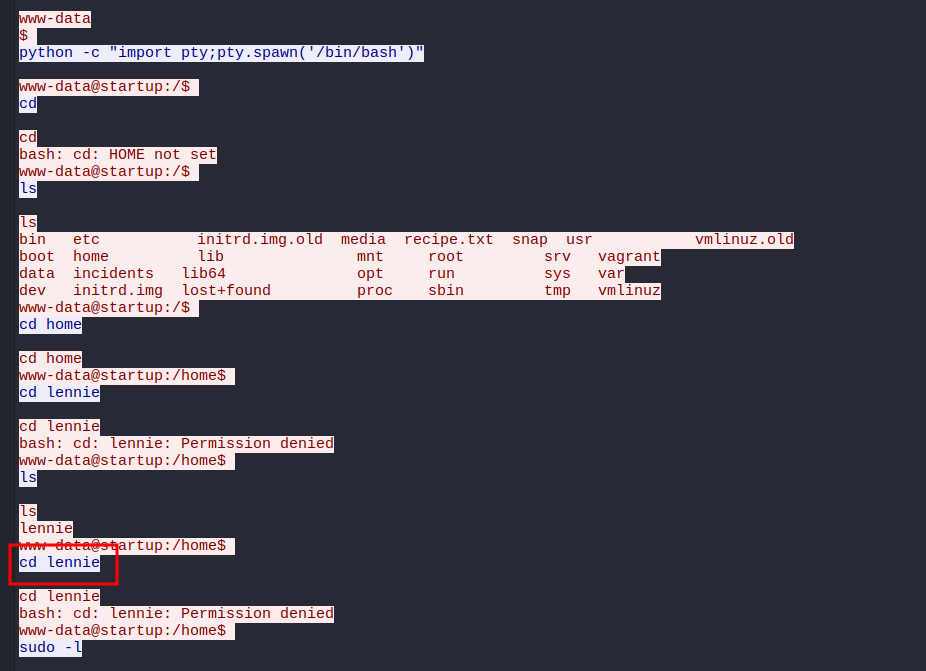 www-data
$
python -c "import pty;pty.spawn('/bin/bash')"
www-data@startup:/$
cd
cd
bash: cd: HOME not set
www-data@startup:/$
ls
ls
bin   etc           initrd.img.old  media  recipe.txt  snap  usr           vmlinuz.old
boot  home          lib               mnt     root         srv   vagrant
data  incidents   lib64             opt     run          sys   var
dev   initrd.img  lost+found          proc    sbin         tmp   vmlinuz
www-data@startup:/$
cd home
cd home
www-data@startup:/home$
cd lennie
cd lennie
bash: cd: lennie: Permission denied
www-data@startup:/home$
ls
ls
lennie
www-data@startup:/home$
cd lennie
cd lennie
bash: cd: lennie: Permission denied
www-data@startup:/home$
sudo -l